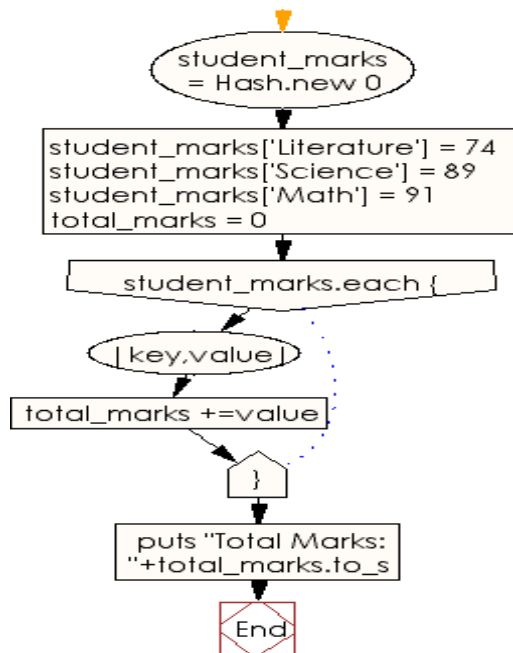 student_marks
= Hash.new 0
student_marks['Literature'] = 74
student_marks['Science'] = 89
student_marks['Math'] = 91
total_marks = 0
student_marks.each {
|key,value|
total_marks +=value
}
puts "Total Marks:
"+total_marks.to_s
End